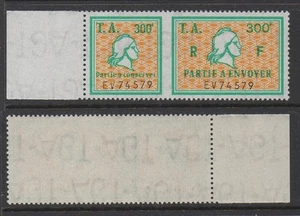 T.A. 300F
Partie à conserver
EV74579
T.A. 300F
R F
PARTIE A ENVOYER
EV74579